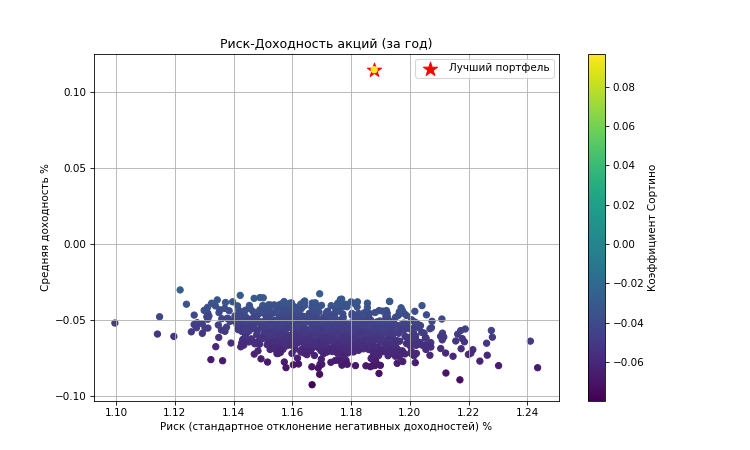 Риск-Доходность акций (за год)
Лучший портфель
0.10
0.05
0.00
−0.05
−0.10
Средняя доходность %
1.10 1.12 1.14 1.16 1.18 1.20 1.22 1.24
Риск (стандартное отклонение негативных доходностей) %
0.08
0.06
0.04
0.02
0.00
−0.02
−0.04
−0.06
Коэффициент Сортино